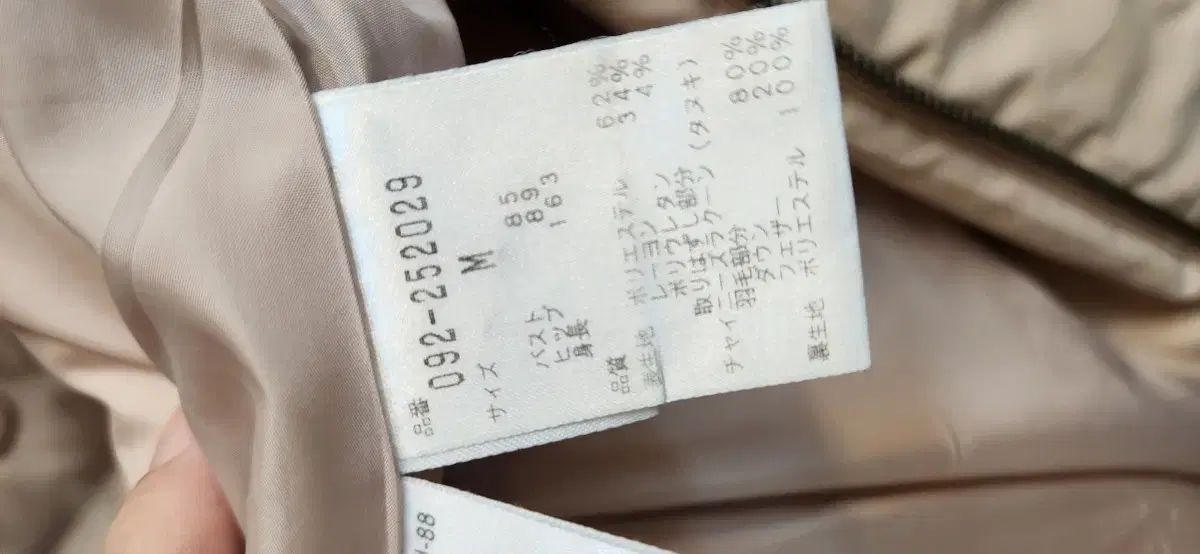 品番
092-252029
サイズ M
バスト 85
ヒップ 89
身長 163
品質
表生地 ポリエステル 62%
レーヨン 34%
ポリウレタン 4%
取りはずし部分
チャイニーズラクーン (タヌキ)
羽毛部分
ダウン 80%
フェザー 20%
裏生地 ポリエステル 100%
-88